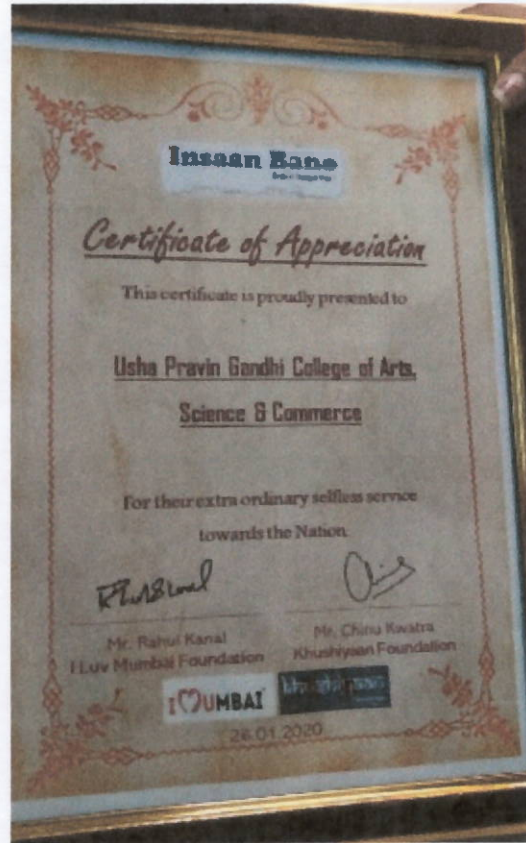 Insaan Bane
Certificate of Appreciation
This certificate is proudly presented to
Usha Pravin Gandhi College of Arts,
Science & Commerce
For their extra ordinary selfless service
towards the Nation.
Mr. Rahul Kanal
I Luv Mumbai Foundation
Mr. Chinu Kwatra
Khushiyaan Foundation
I UMBAI
khushiyaan
26.01.2020